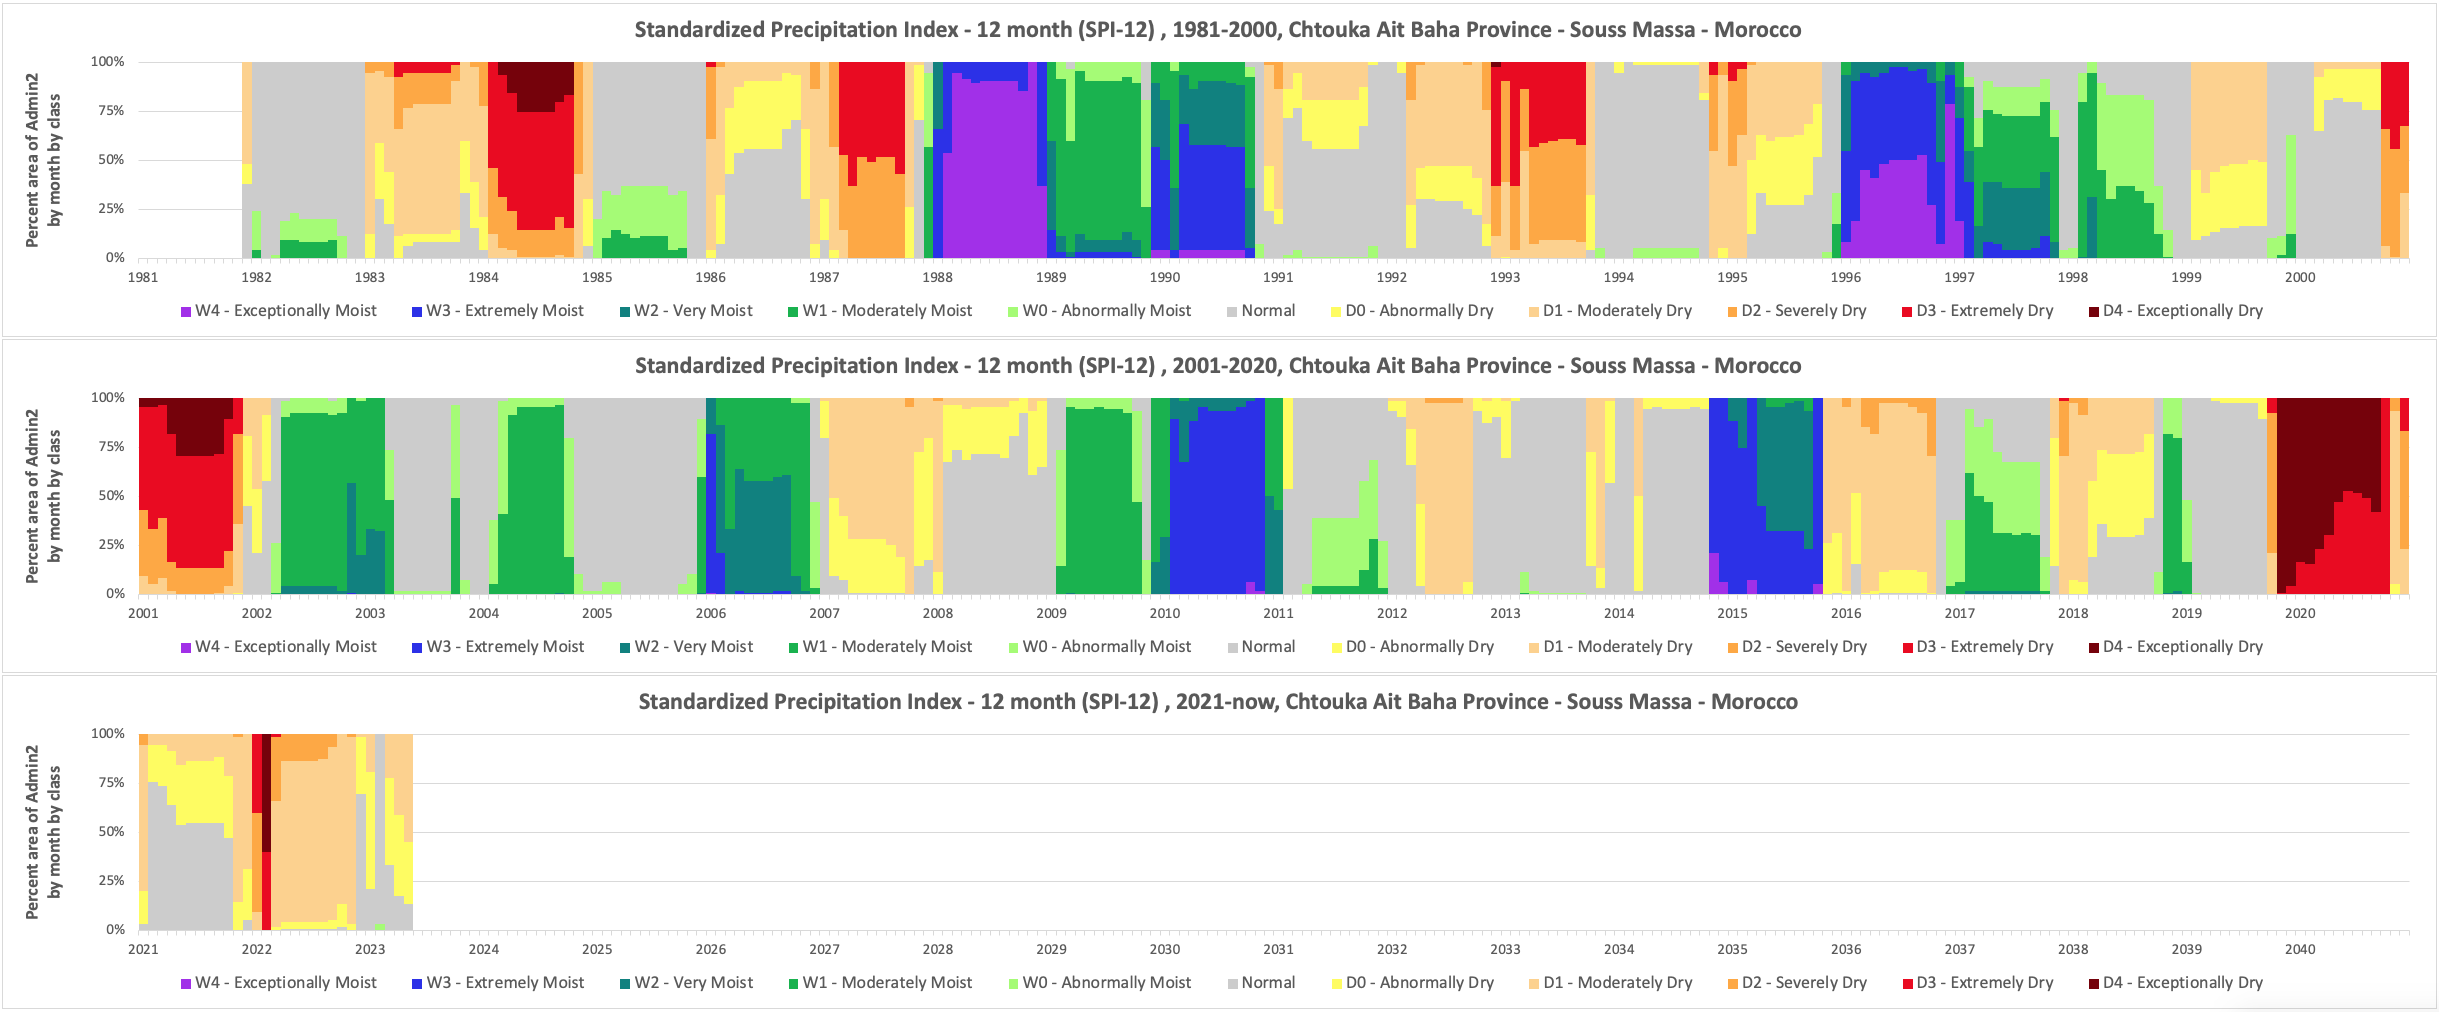 Standardized Precipitation Index - 12 month (SPI-12) , 1981-2000, Chtouka Ait Baha Province - Souss Massa - Morocco
Percent area of Admin2
by month by class
100%
75%
50%
25%
0%
1981 1982 1983 1984 1985 1986 1987 1988 1989 1990 1991 1992 1993 1994 1995 1996 1997 1998 1999 2000
W4 - Exceptionally Moist W3 - Extremely Moist W2 - Very Moist W1 - Moderately Moist W0 - Abnormally Moist Normal D0 - Abnormally Dry D1 - Moderately Dry D2 - Severely Dry D3 - Extremely Dry D4 - Exceptionally Dry
Standardized Precipitation Index - 12 month (SPI-12) , 2001-2020, Chtouka Ait Baha Province - Souss Massa - Morocco
Percent area of Admin2
by month by class
100%
75%
50%
25%
0%
2001 2002 2003 2004 2005 2006 2007 2008 2009 2010 2011 2012 2013 2014 2015 2016 2017 2018 2019 2020
W4 - Exceptionally Moist W3 - Extremely Moist W2 - Very Moist W1 - Moderately Moist W0 - Abnormally Moist Normal D0 - Abnormally Dry D1 - Moderately Dry D2 - Severely Dry D3 - Extremely Dry D4 - Exceptionally Dry
Standardized Precipitation Index - 12 month (SPI-12) , 2021-now, Chtouka Ait Baha Province - Souss Massa - Morocco
Percent area of Admin2
by month by class
100%
75%
50%
25%
0%
2021 2022 2023 2024 2025 2026 2027 2028 2029 2030 2031 2032 2033 2034 2035 2036 2037 2038 2039 2040
W4 - Exceptionally Moist W3 - Extremely Moist W2 - Very Moist W1 - Moderately Moist W0 - Abnormally Moist Normal D0 - Abnormally Dry D1 - Moderately Dry D2 - Severely Dry D3 - Extremely Dry D4 - Exceptionally Dry